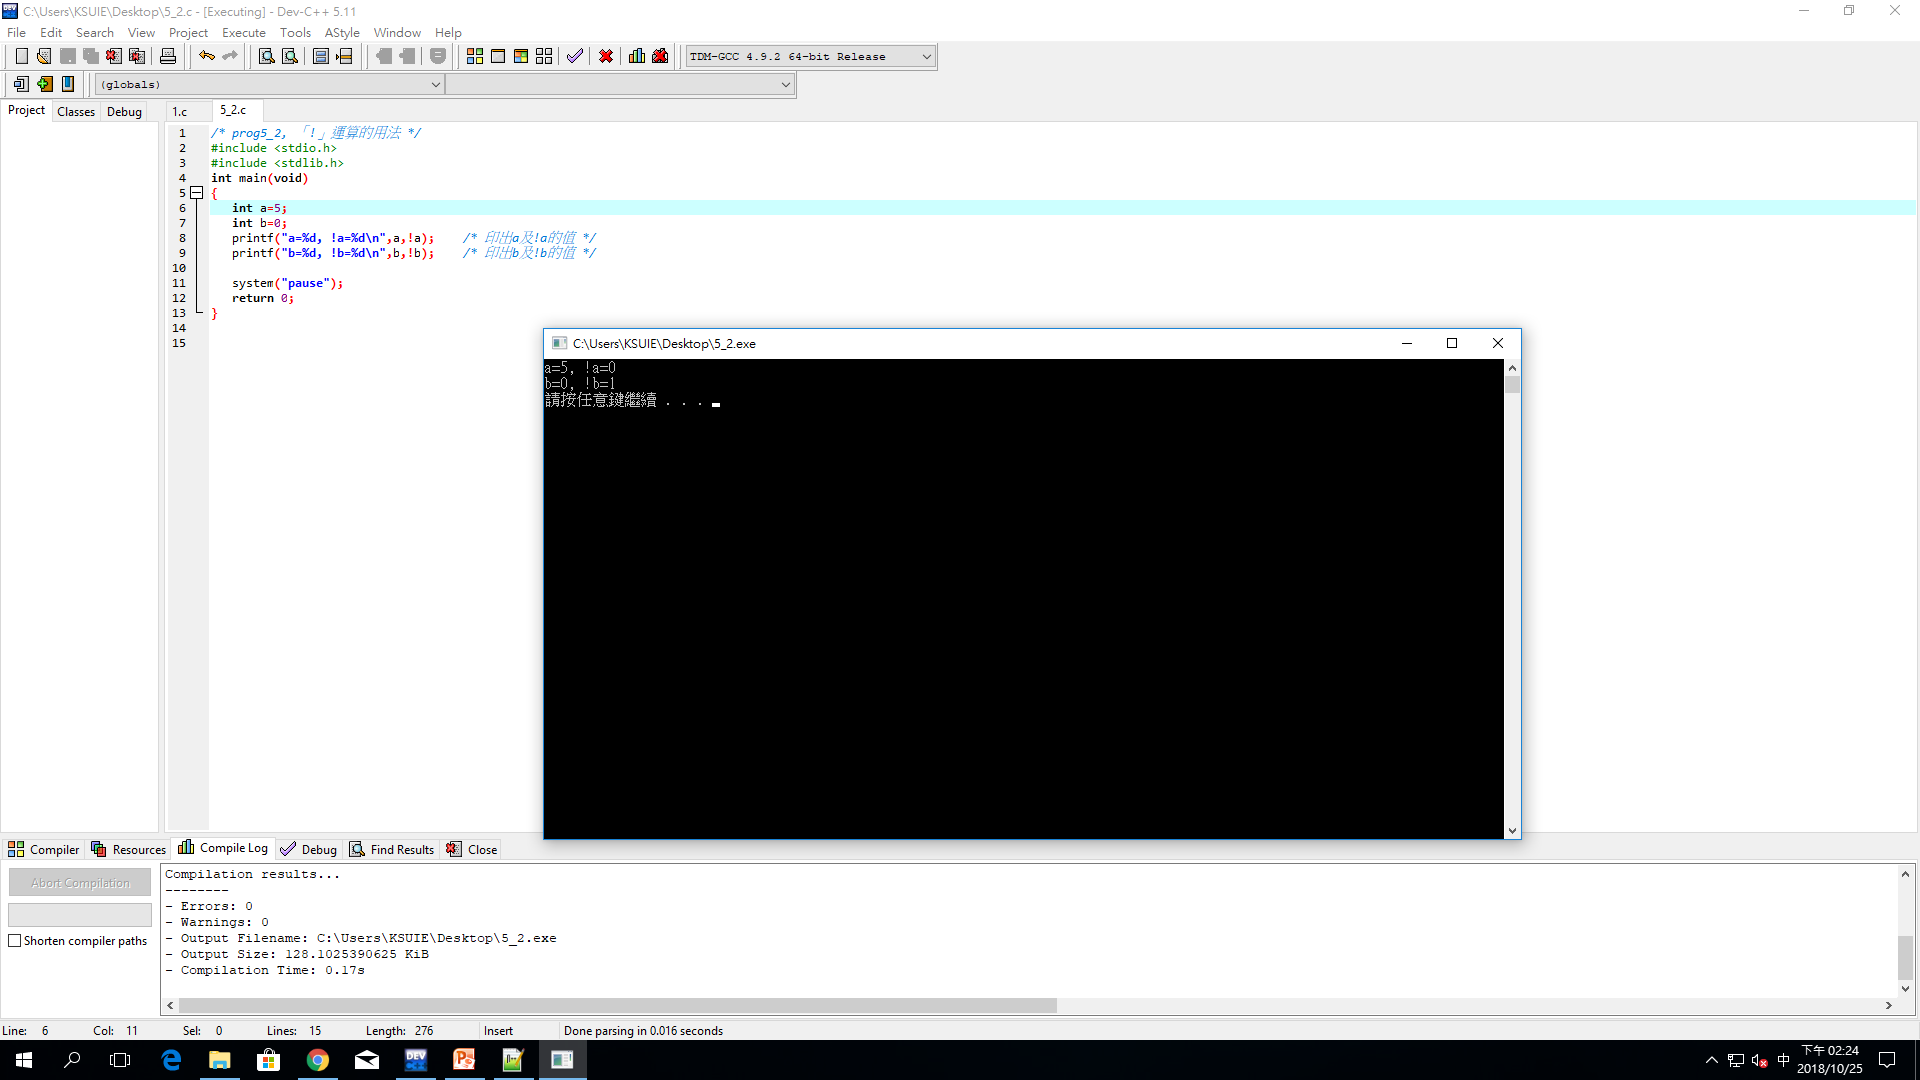 C:\Users\KSUIE\Desktop\5_2.c - [Executing] - Dev-C++ 5.11
File Edit Search View Project Execute Tools AStyle Window Help
TDM-GCC 4.9.2 64-bit Release
(globals)
Project Classes Debug 1.c 5_2.c
1 /* prog5_2, 「!」運算的用法 */
2 #include <stdio.h>
3 #include <stdlib.h>
4 int main(void)
5 {
6 int a=5;
7 int b=0;
8 printf("a=%d, !a=%d\n",a,!a); /* 印出a及!a的值 */
9 printf("b=%d, !b=%d\n",b,!b); /* 印出b及!b的值 */
10
11 system("pause");
12 return 0;
13 }
14
15
C:\Users\KSUIE\Desktop\5_2.exe
a=5, !a=0
b=0, !b=1
請按任意鍵繼續 . . .
Compiler Resources Compile Log Debug Find Results Close
Abort Compilation
Shorten compiler paths
Compilation results...
--------
- Errors: 0
- Warnings: 0
- Output Filename: C:\Users\KSUIE\Desktop\5_2.exe
- Output Size: 128.1025390625 KiB
- Compilation Time: 0.17s
Line: 6 Col: 11 Sel: 0 Lines: 15 Length: 276 Insert Done parsing in 0.016 seconds
中
下午 02:24
2018/10/25